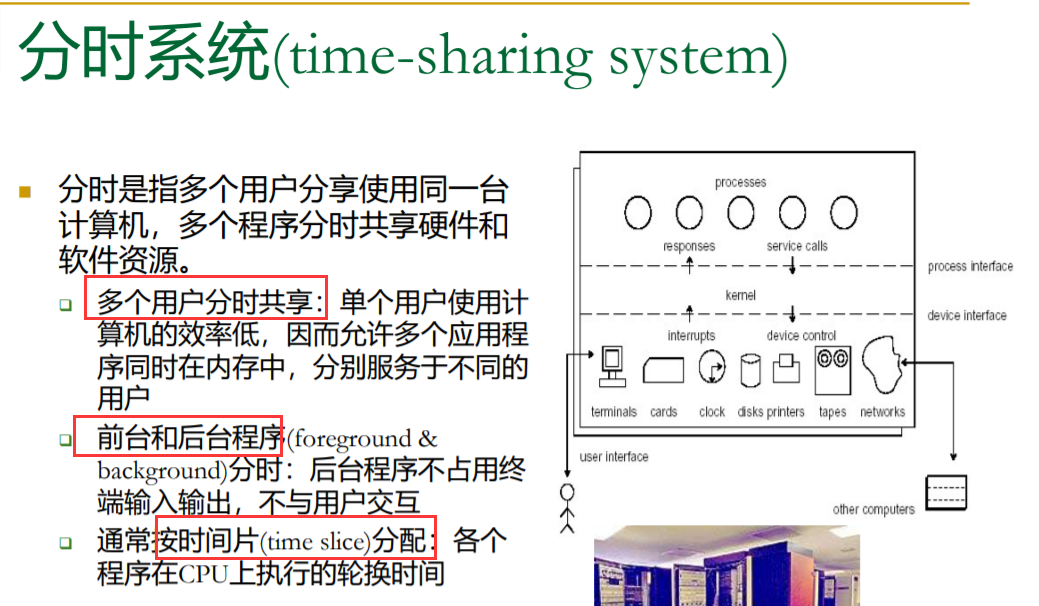 分时系统(time-sharing system)
分时是指多个用户分享使用同一台
计算机，多个程序分时共享硬件和
软件资源。
多个用户分时共享：单个用户使用计
算机的效率低，因而允许多个应用程
序同时在内存中，分别服务于不同的
用户
前台和后台程序(foreground &
background)分时：后台程序不占用终
端输入输出，不与用户交互
通常按时间片(time slice)分配：各个
程序在CPU上执行的轮换时间
processes
responses service calls
process interface
kernel
device interface
interrupts device control
terminals cards clock disks printers tapes networks
user interface
other computers